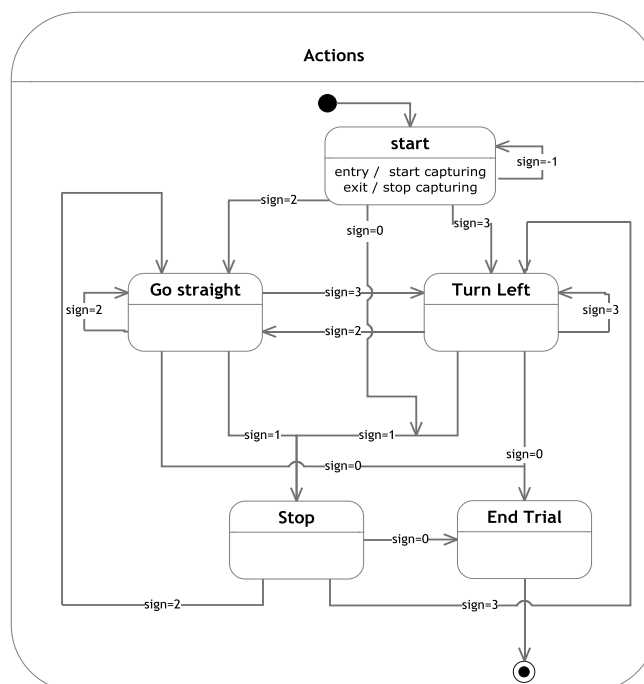 Actions
start
entry / start capturing
exit / stop capturing
sign=-1
sign=2
sign=0
sign=3
Go straight
Turn Left
sign=2
sign=3
sign=3
sign=2
sign=1
sign=1
sign=0
sign=0
Stop
End Trial
sign=0
sign=2
sign=3